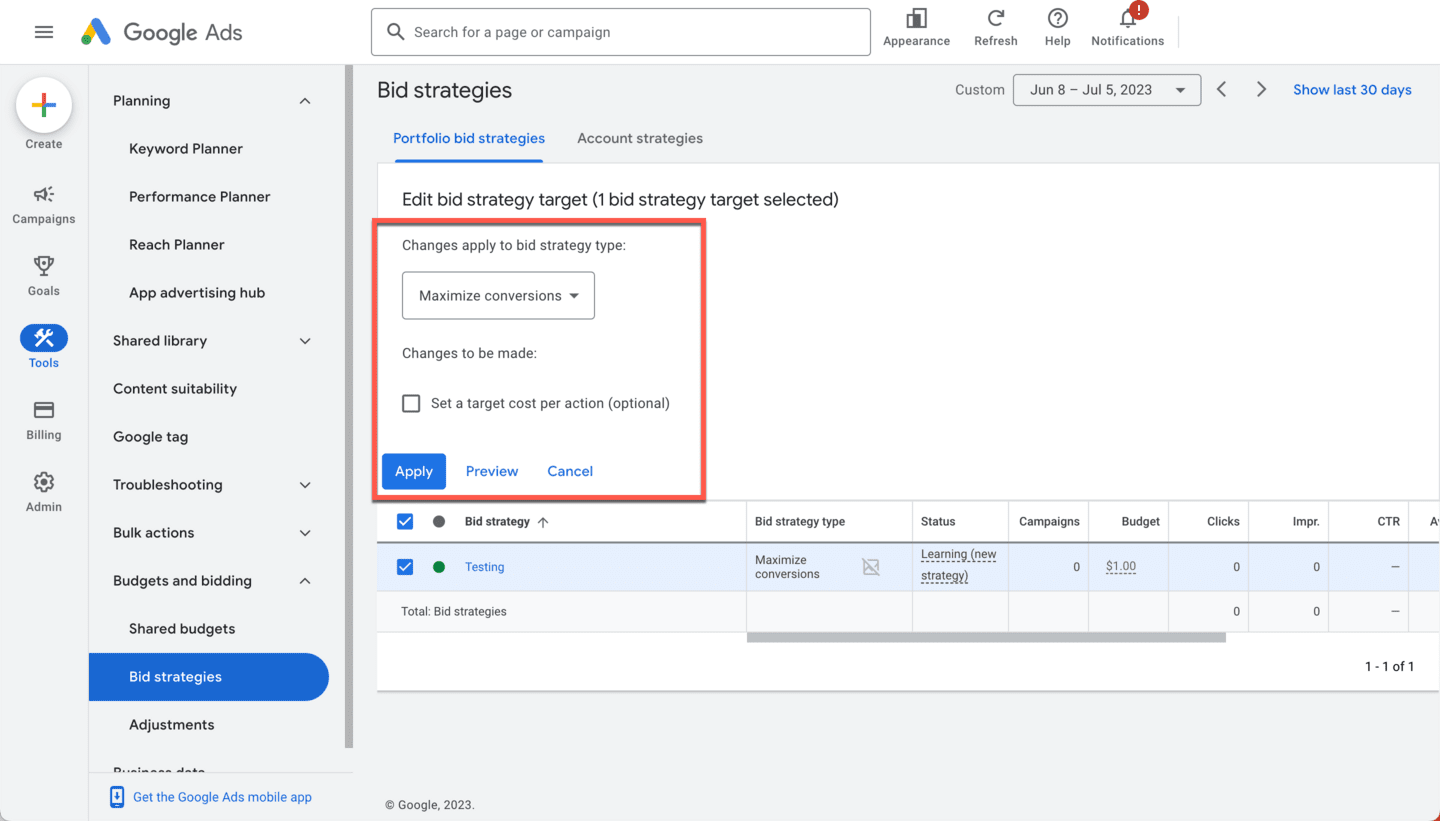 Google Ads
Search for a page or campaign
Appearance
Refresh
Help
!
Notifications
Create
Campaigns
Goals
Tools
Billing
Admin
Planning
Keyword Planner
Performance Planner
Reach Planner
App advertising hub
Shared library
Content suitability
Google tag
Troubleshooting
Bulk actions
Budgets and bidding
Shared budgets
Bid strategies
Adjustments
Business data
Get the Google Ads mobile app
Bid strategies
Custom
Jun 8 – Jul 5, 2023
Show last 30 days
Portfolio bid strategies
Account strategies
Edit bid strategy target (1 bid strategy target selected)
Changes apply to bid strategy type:
Maximize conversions
Changes to be made:
Set a target cost per action (optional)
Apply Preview Cancel
Bid strategy Bid strategy type Status Campaigns Budget Clicks Impr. CTR
Testing Maximize conversions Learning (new strategy) 0 $1.00 0 0 –
Total: Bid strategies 0 0 –
1 - 1 of 1
© Google, 2023.